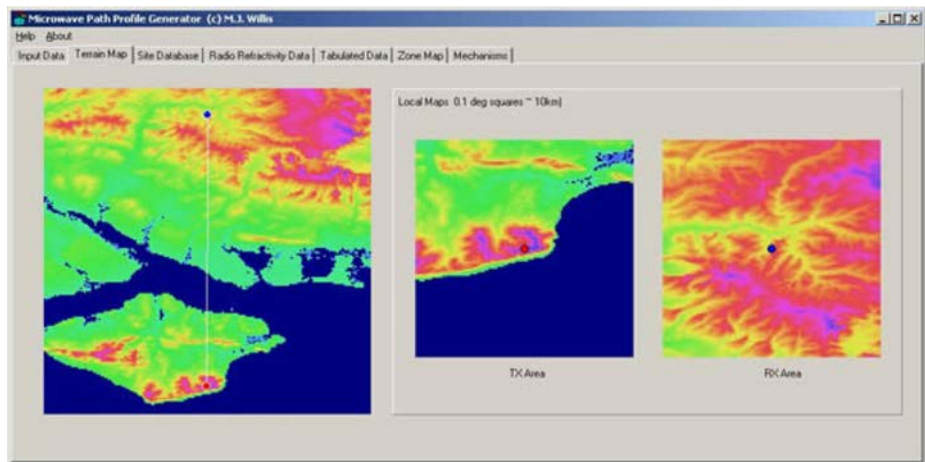 Microwave Path Profile Generator (c) M.J. Willis
Help About
Input Data Terrain Map Site Database Radio Refractivity Data Tabulated Data Zone Map Mechanisms
Local Maps 0.1 deg squares ~ 10km)
TX Area
RX Area